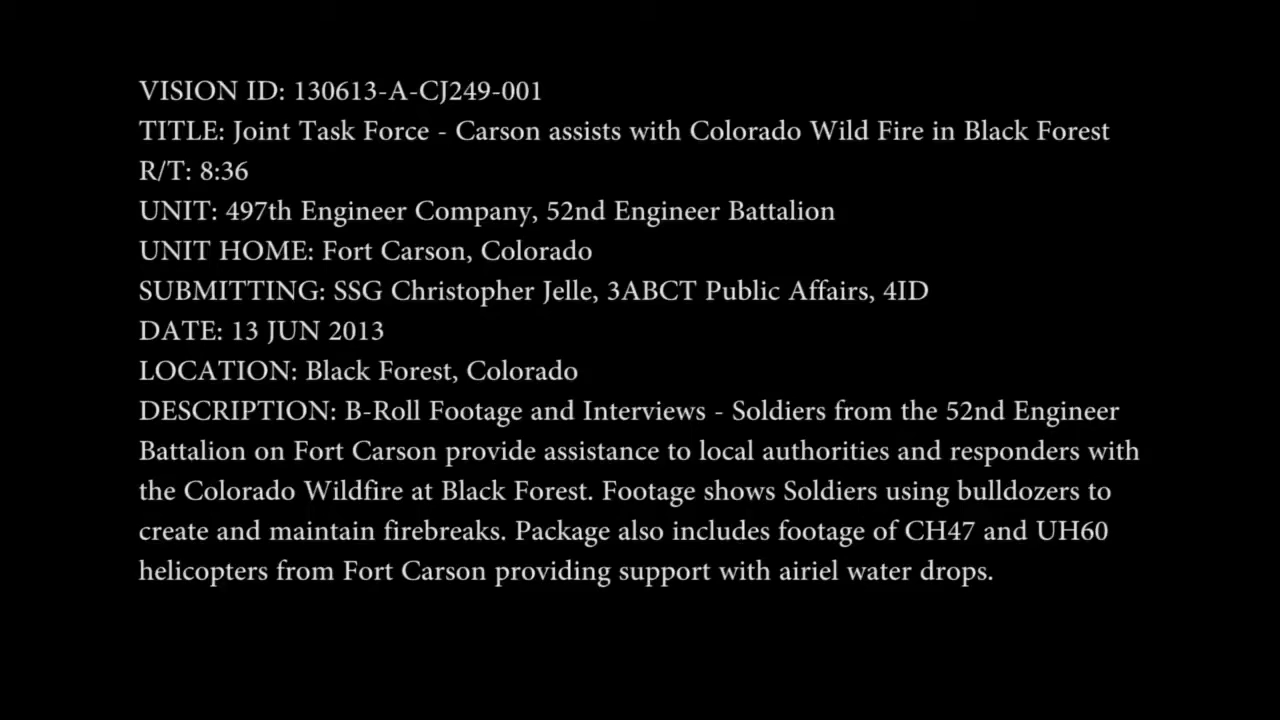 VISION ID: 130613-A-CJ249-001
TITLE: Joint Task Force - Carson assists with Colorado Wild Fire in Black Forest
R/T: 8:36
UNIT: 497th Engineer Company, 52nd Engineer Battalion
UNIT HOME: Fort Carson, Colorado
SUBMITTING: SSG Christopher Jelle, 3ABCT Public Affairs, 4ID
DATE: 13 JUN 2013
LOCATION: Black Forest, Colorado
DESCRIPTION: B-Roll Footage and Interviews - Soldiers from the 52nd Engineer
Battalion on Fort Carson provide assistance to local authorities and responders with
the Colorado Wildfire at Black Forest. Footage shows Soldiers using bulldozers to
create and maintain firebreaks. Package also includes footage of CH47 and UH60
helicopters from Fort Carson providing support with airiel water drops.